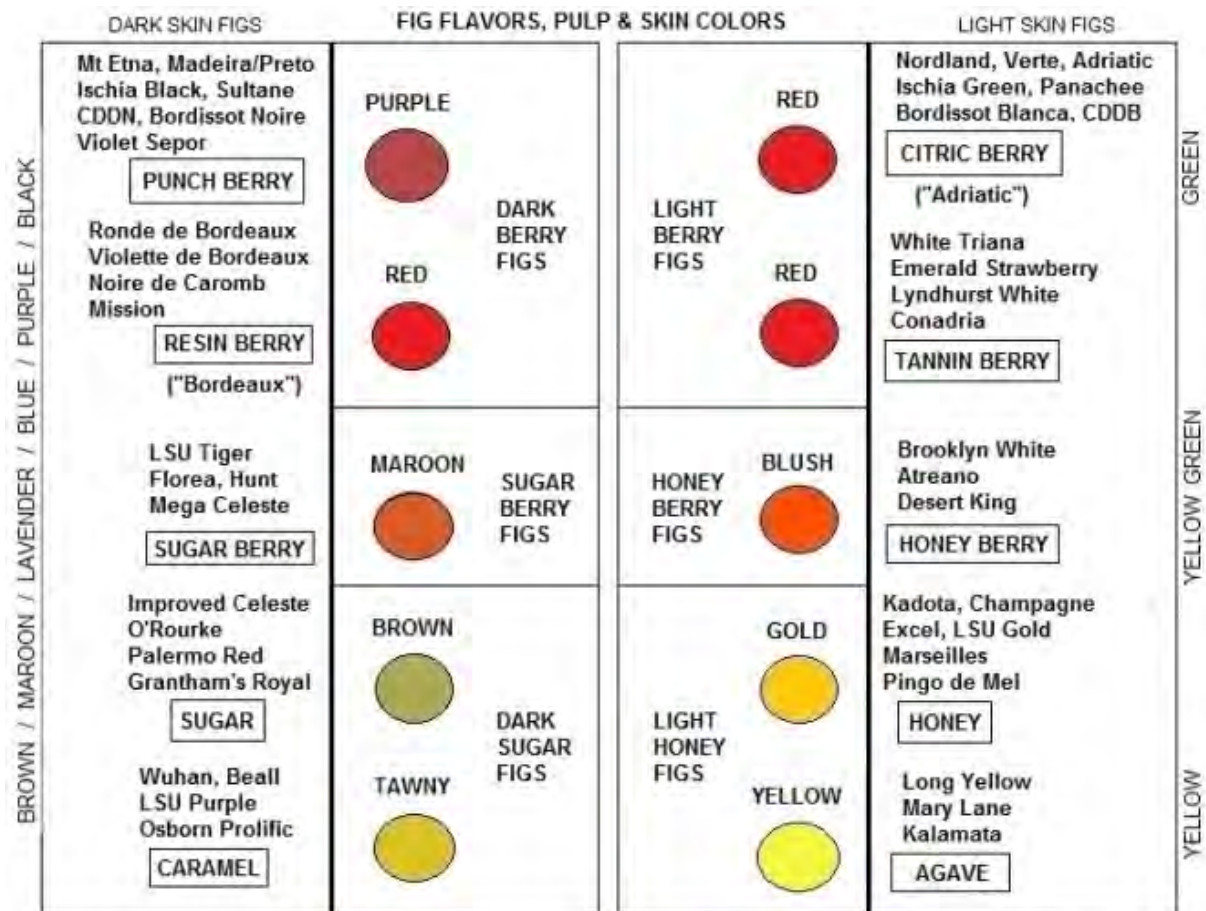 DARK SKIN FIGS
FIG FLAVORS, PULP & SKIN COLORS
LIGHT SKIN FIGS
BROWN / MAROON / LAVENDER / BLUE / PURPLE / BLACK
Mt Etna, Madeira/Preto
Ischia Black, Sultane
CDDN, Bordissot Noire
Violet Sepor
PUNCH BERRY
Ronde de Bordeaux
Violette de Bordeaux
Noire de Caromb
Mission
RESIN BERRY
("Bordeaux")
LSU Tiger
Florea, Hunt
Mega Celeste
SUGAR BERRY
Improved Celeste
O'Rourke
Palermo Red
Grantham's Royal
SUGAR
Wuhan, Beall
LSU Purple
Osborn Prolific
CARAMEL
PURPLE
DARK
BERRY
FIGS
RED
MAROON
SUGAR
BERRY
FIGS
BROWN
DARK
SUGAR
FIGS
TAWNY
RED
LIGHT
BERRY
FIGS
RED
BLUSH
HONEY
BERRY
FIGS
GOLD
LIGHT
HONEY
FIGS
YELLOW
Nordland, Verte, Adriatic
Ischia Green, Panachee
Bordissot Blanca, CDDB
CITRIC BERRY
("Adriatic")
White Triana
Emerald Strawberry
Lyndhurst White
Conadria
TANNIN BERRY
Brooklyn White
Atreano
Desert King
HONEY BERRY
Kadota, Champagne
Excel, LSU Gold
Marseilles
Pingo de Mel
HONEY
Long Yellow
Mary Lane
Kalamata
AGAVE
GREEN
YELLOW GREEN
YELLOW